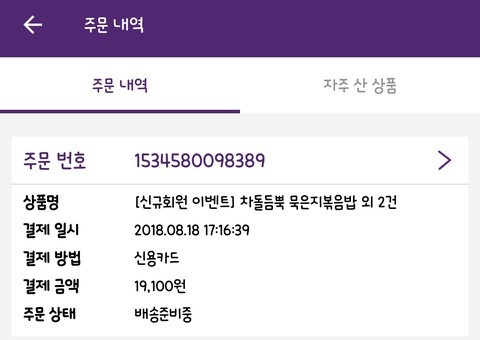 주문 내역
주문 내역 자주 산 상품
주문 번호 1534580098389
상품명 [신규회원 이벤트] 차돌듬뿍 묵은지볶음밥 외 2건
결제 일시 2018.08.18 17:16:39
결제 방법 신용카드
결제 금액 19,100원
주문 상태 배송준비중